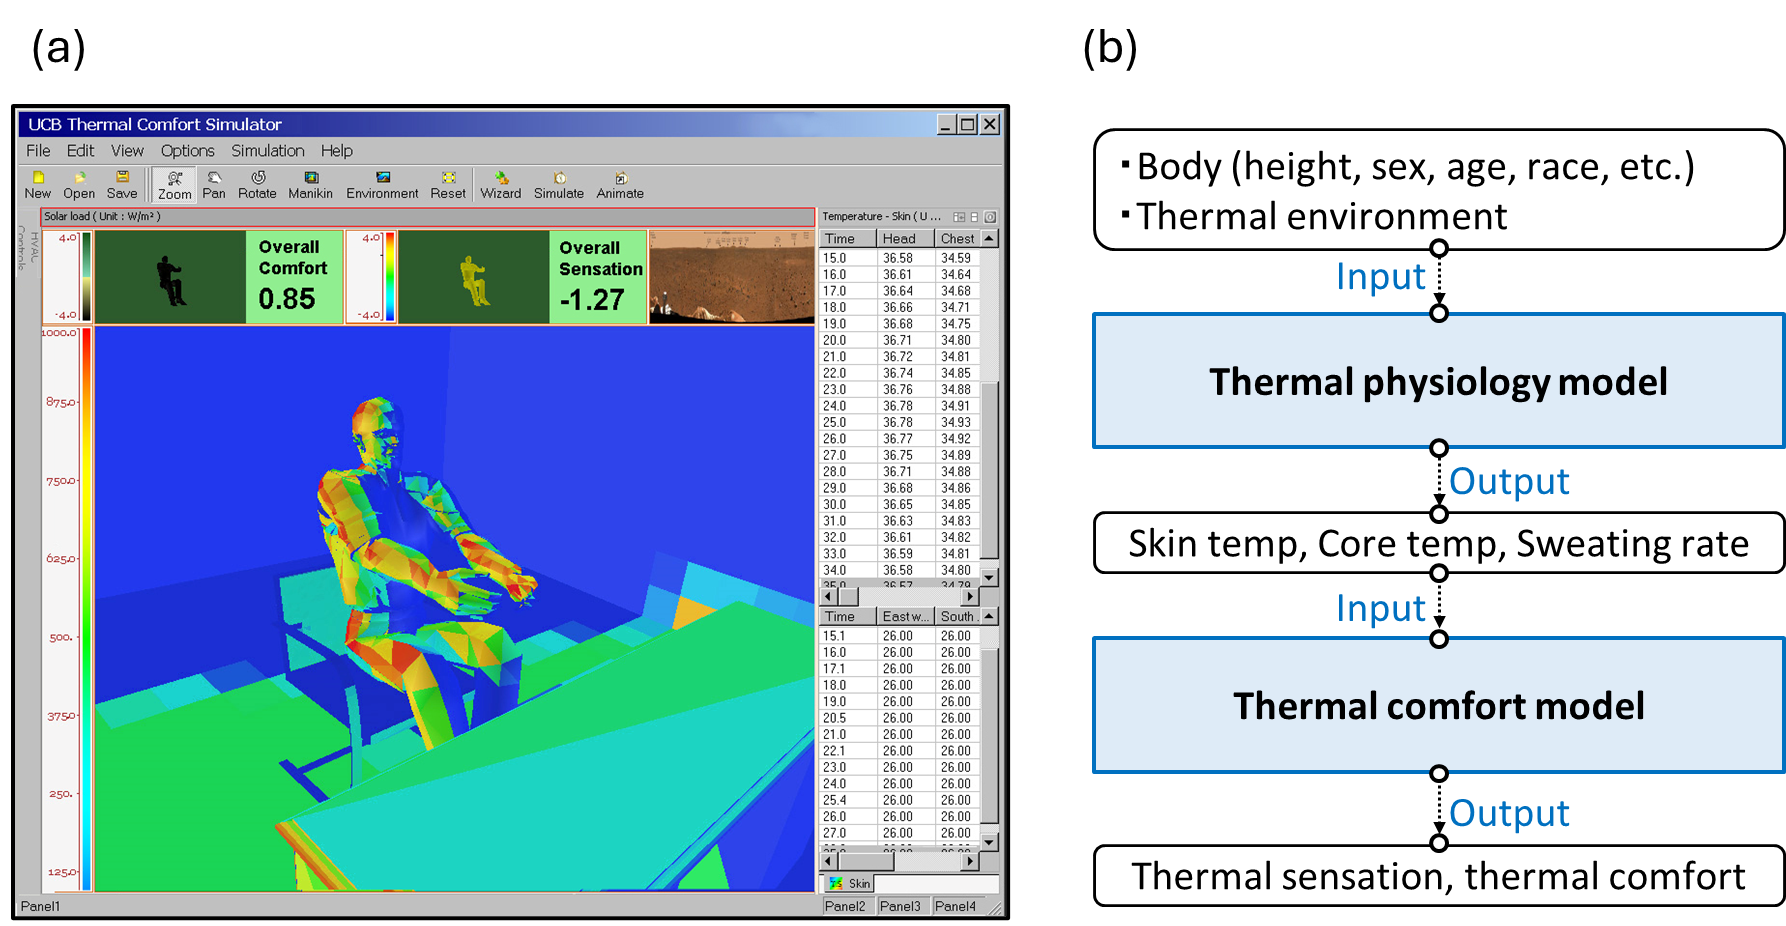 (a)
(b)
UCB Thermal Comfort Simulator
File Edit View Options Simulation Help
New Open Save Zoom Pan Rotate Manikin Environment Reset Wizard Simulate Animate
HVAC
Controls
Solar load ( Unit : W/m² )
4.0
-4.0
Overall
Comfort
0.85
4.0
-4.0
Overall
Sensation
-1.27
1000.0
875.0
750.0
625.0
500.
375.0
250.
125.0
Temperature - Skin ( U ...
Time Head Chest
15.0 36.58 34.59
16.0 36.61 34.64
17.0 36.64 34.68
18.0 36.66 34.71
19.0 36.68 34.75
20.0 36.71 34.80
21.0 36.72 34.81
22.0 36.74 34.85
23.0 36.76 34.88
24.0 36.78 34.91
25.0 36.78 34.93
26.0 36.77 34.92
27.0 36.75 34.89
28.0 36.71 34.88
29.0 36.68 34.86
30.0 36.65 34.85
31.0 36.63 34.83
32.0 36.61 34.82
33.0 36.59 34.81
34.0 36.58 34.80
35.0 36.57 34.79
Time East w... South .
15.1 26.00 26.00
16.0 26.00 26.00
17.1 26.00 26.00
18.0 26.00 26.00
19.0 26.00 26.00
20.5 26.00 26.00
21.0 26.00 26.00
22.1 26.00 26.00
23.0 26.00 26.00
24.0 26.00 26.00
25.4 26.00 26.00
26.0 26.00 26.00
27.0 26.00 26.00
Skin
Panel1 Panel2 Panel3 Panel4
・Body (height, sex, age, race, etc.)
・Thermal environment
Input
Thermal physiology model
Output
Skin temp, Core temp, Sweating rate
Input
Thermal comfort model
Output
Thermal sensation, thermal comfort